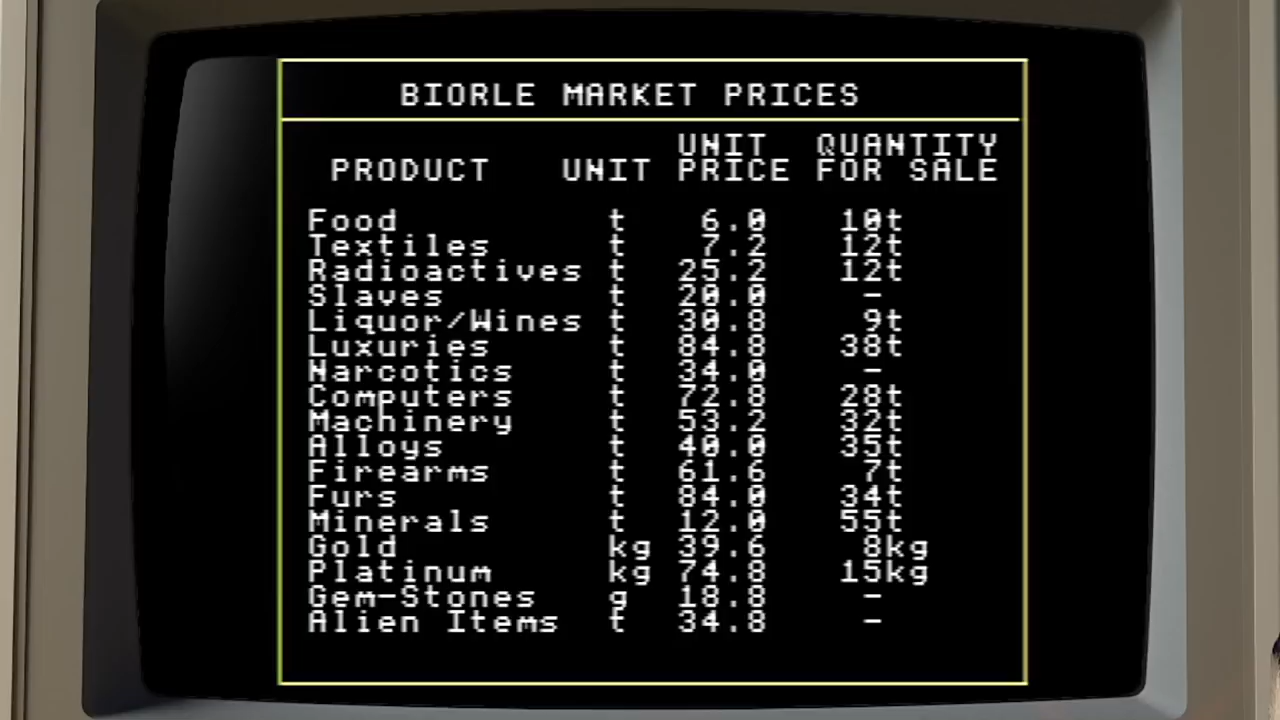 BIORLE MARKET PRICES
UNIT QUANTITY
PRODUCT UNIT PRICE FOR SALE
Food t 6.0 10t
Textiles t 7.2 12t
Radioactives t 25.2 12t
Slaves t 20.0 -
Liquor/Wines t 30.8 9t
Luxuries t 84.8 38t
Narcotics t 34.0 -
Computers t 72.8 28t
Machinery t 53.2 32t
Alloys t 40.0 35t
Firearms t 61.6 7t
Furs t 84.0 34t
Minerals t 12.0 55t
Gold kg 39.6 8kg
Platinum kg 74.8 15kg
Gem-Stones g 18.8 -
Alien Items t 34.8 -